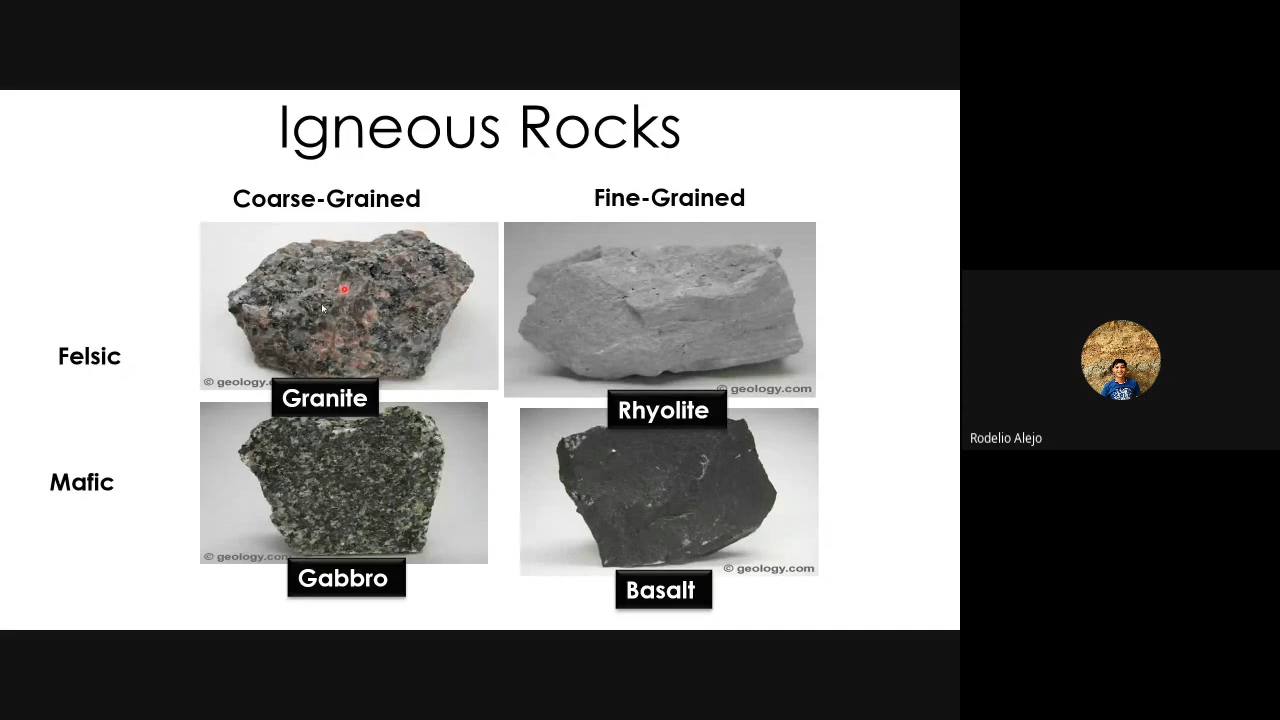 Igneous Rocks
Coarse-Grained
Fine-Grained
Felsic
© geology.
Granite
© geology.com
Rhyolite
Mafic
© geology.com
Gabbro
© geology.com
Basalt
Rodelio Alejo